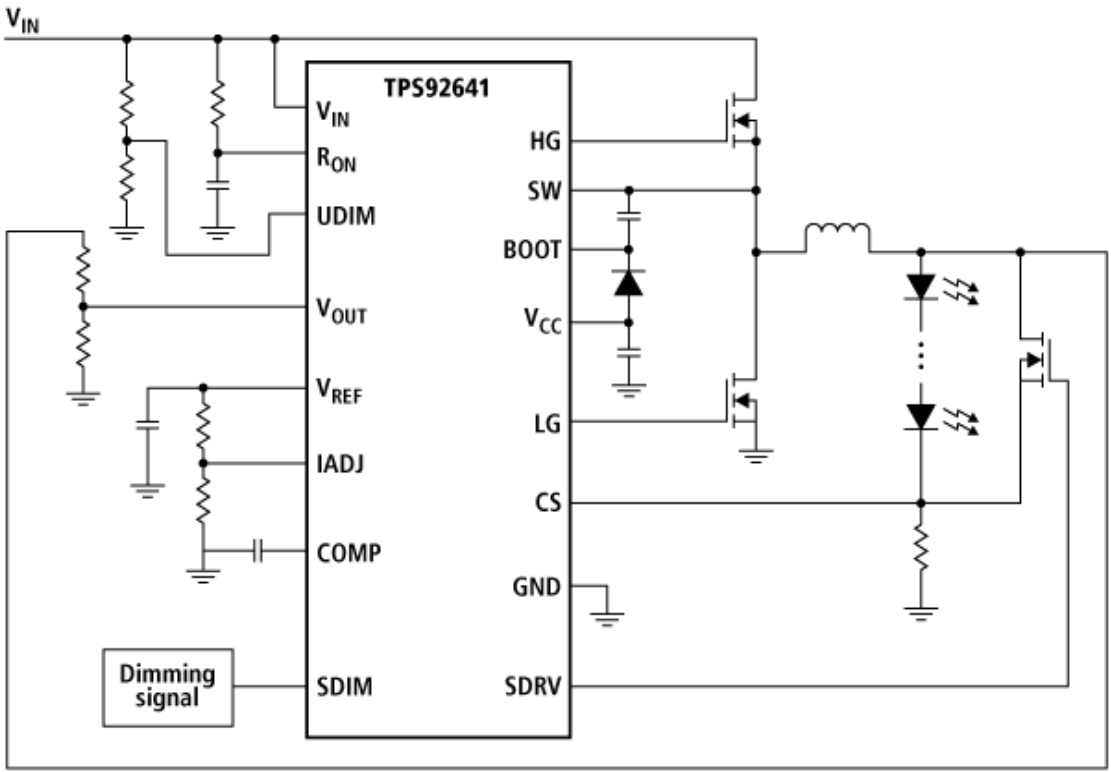 VIN
TPS92641
VIN
RON
UDIM
VOUT
VREF
IADJ
COMP
SDIM
HG
SW
BOOT
VCC
LG
CS
GND
SDRV
Dimming
signal